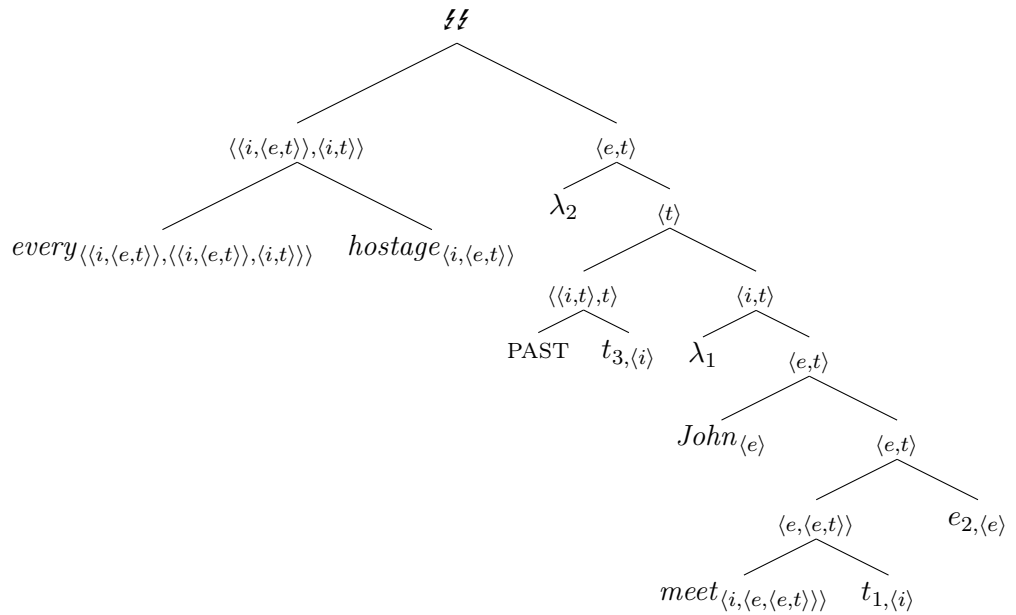 ⚡⚡
⟨⟨i,⟨e,t⟩⟩,⟨i,t⟩⟩ ⟨e,t⟩
every⟨⟨i,⟨e,t⟩⟩,⟨⟨i,⟨e,t⟩⟩,⟨i,t⟩⟩⟩ hostage⟨i,⟨e,t⟩⟩ λ₂ ⟨t⟩
⟨⟨i,t⟩,t⟩ ⟨i,t⟩
PAST t₃,⟨i⟩ λ₁ ⟨e,t⟩
John⟨e⟩ ⟨e,t⟩
⟨e,⟨e,t⟩⟩ e₂,⟨e⟩
meet⟨i,⟨e,⟨e,t⟩⟩⟩ t₁,⟨i⟩